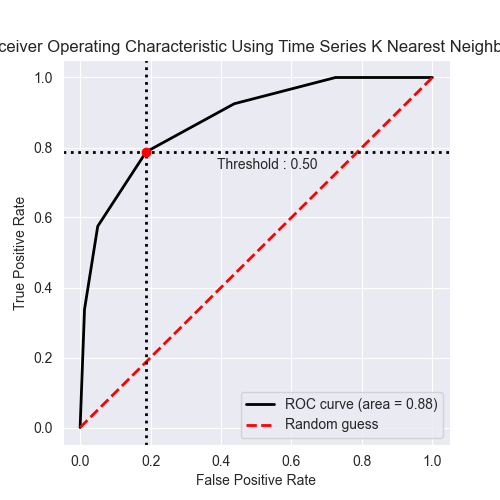 ceiver Operating Characteristic Using Time Series K Nearest Neighb
1.0
0.8
0.6
0.4
0.2
0.0
True Positive Rate
Threshold : 0.50
ROC curve (area = 0.88)
Random guess
0.0 0.2 0.4 0.6 0.8 1.0
False Positive Rate